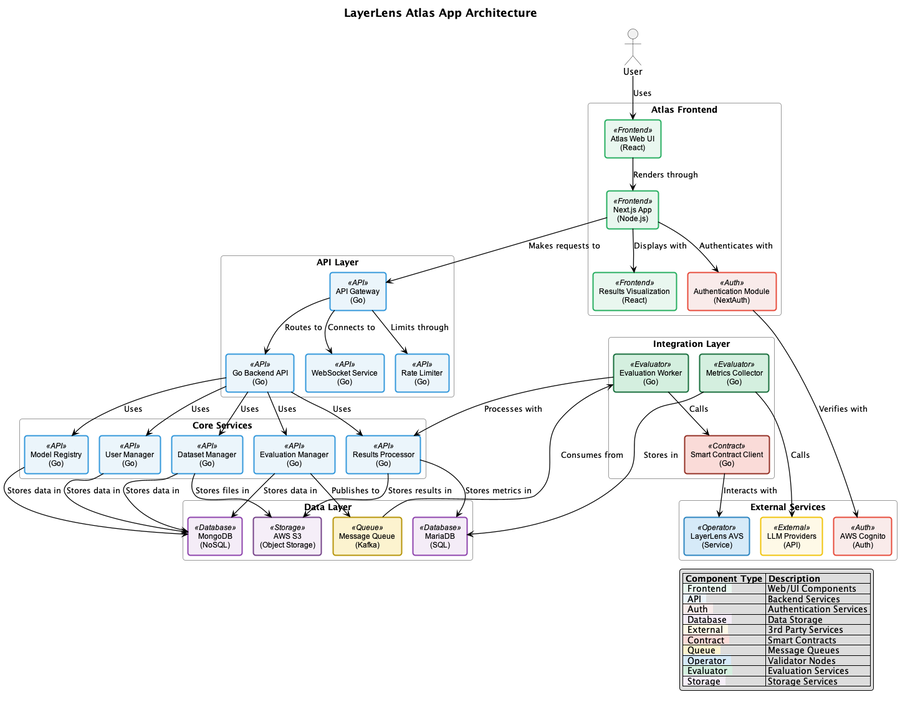 LayerLens Atlas App Architecture
User
Uses
Atlas Frontend
«Frontend»
Atlas Web UI
(React)
Renders through
«Frontend»
Next.js App
(Node.js)
Makes requests to
Displays with
Authenticates with
API Layer
«API»
API Gateway
(Go)
«Frontend»
Results Visualization
(React)
«Auth»
Authentication Module
(NextAuth)
Routes to
Connects to
Limits through
Integration Layer
«API»
Go Backend API
(Go)
«API»
WebSocket Service
(Go)
«API»
Rate Limiter
(Go)
«Evaluator»
Evaluation Worker
(Go)
«Evaluator»
Metrics Collector
(Go)
Uses
Uses
Uses
Uses
Uses
Processes with
Calls
Verifies with
Core Services
«API»
Model Registry
(Go)
«API»
User Manager
(Go)
«API»
Dataset Manager
(Go)
«API»
Evaluation Manager
(Go)
«API»
Results Processor
(Go)
Consumes from
Stores in
«Contract»
Smart Contract Client
(Go)
Calls
Stores data in
Stores data in
Stores data in
Stores files in
Stores data in
Publishes to
Stores results in
Stores metrics in
Interacts with
Data Layer
«Database»
MongoDB
(NoSQL)
«Storage»
AWS S3
(Object Storage)
«Queue»
Message Queue
(Kafka)
«Database»
MariaDB
(SQL)
External Services
«Operator»
LayerLens AVS
(Service)
«External»
LLM Providers
(API)
«Auth»
AWS Cognito
(Auth)
Component Type Description
Frontend Web/UI Components
API Backend Services
Auth Authentication Services
Database Data Storage
External 3rd Party Services
Contract Smart Contracts
Queue Message Queues
Operator Validator Nodes
Evaluator Evaluation Services
Storage Storage Services